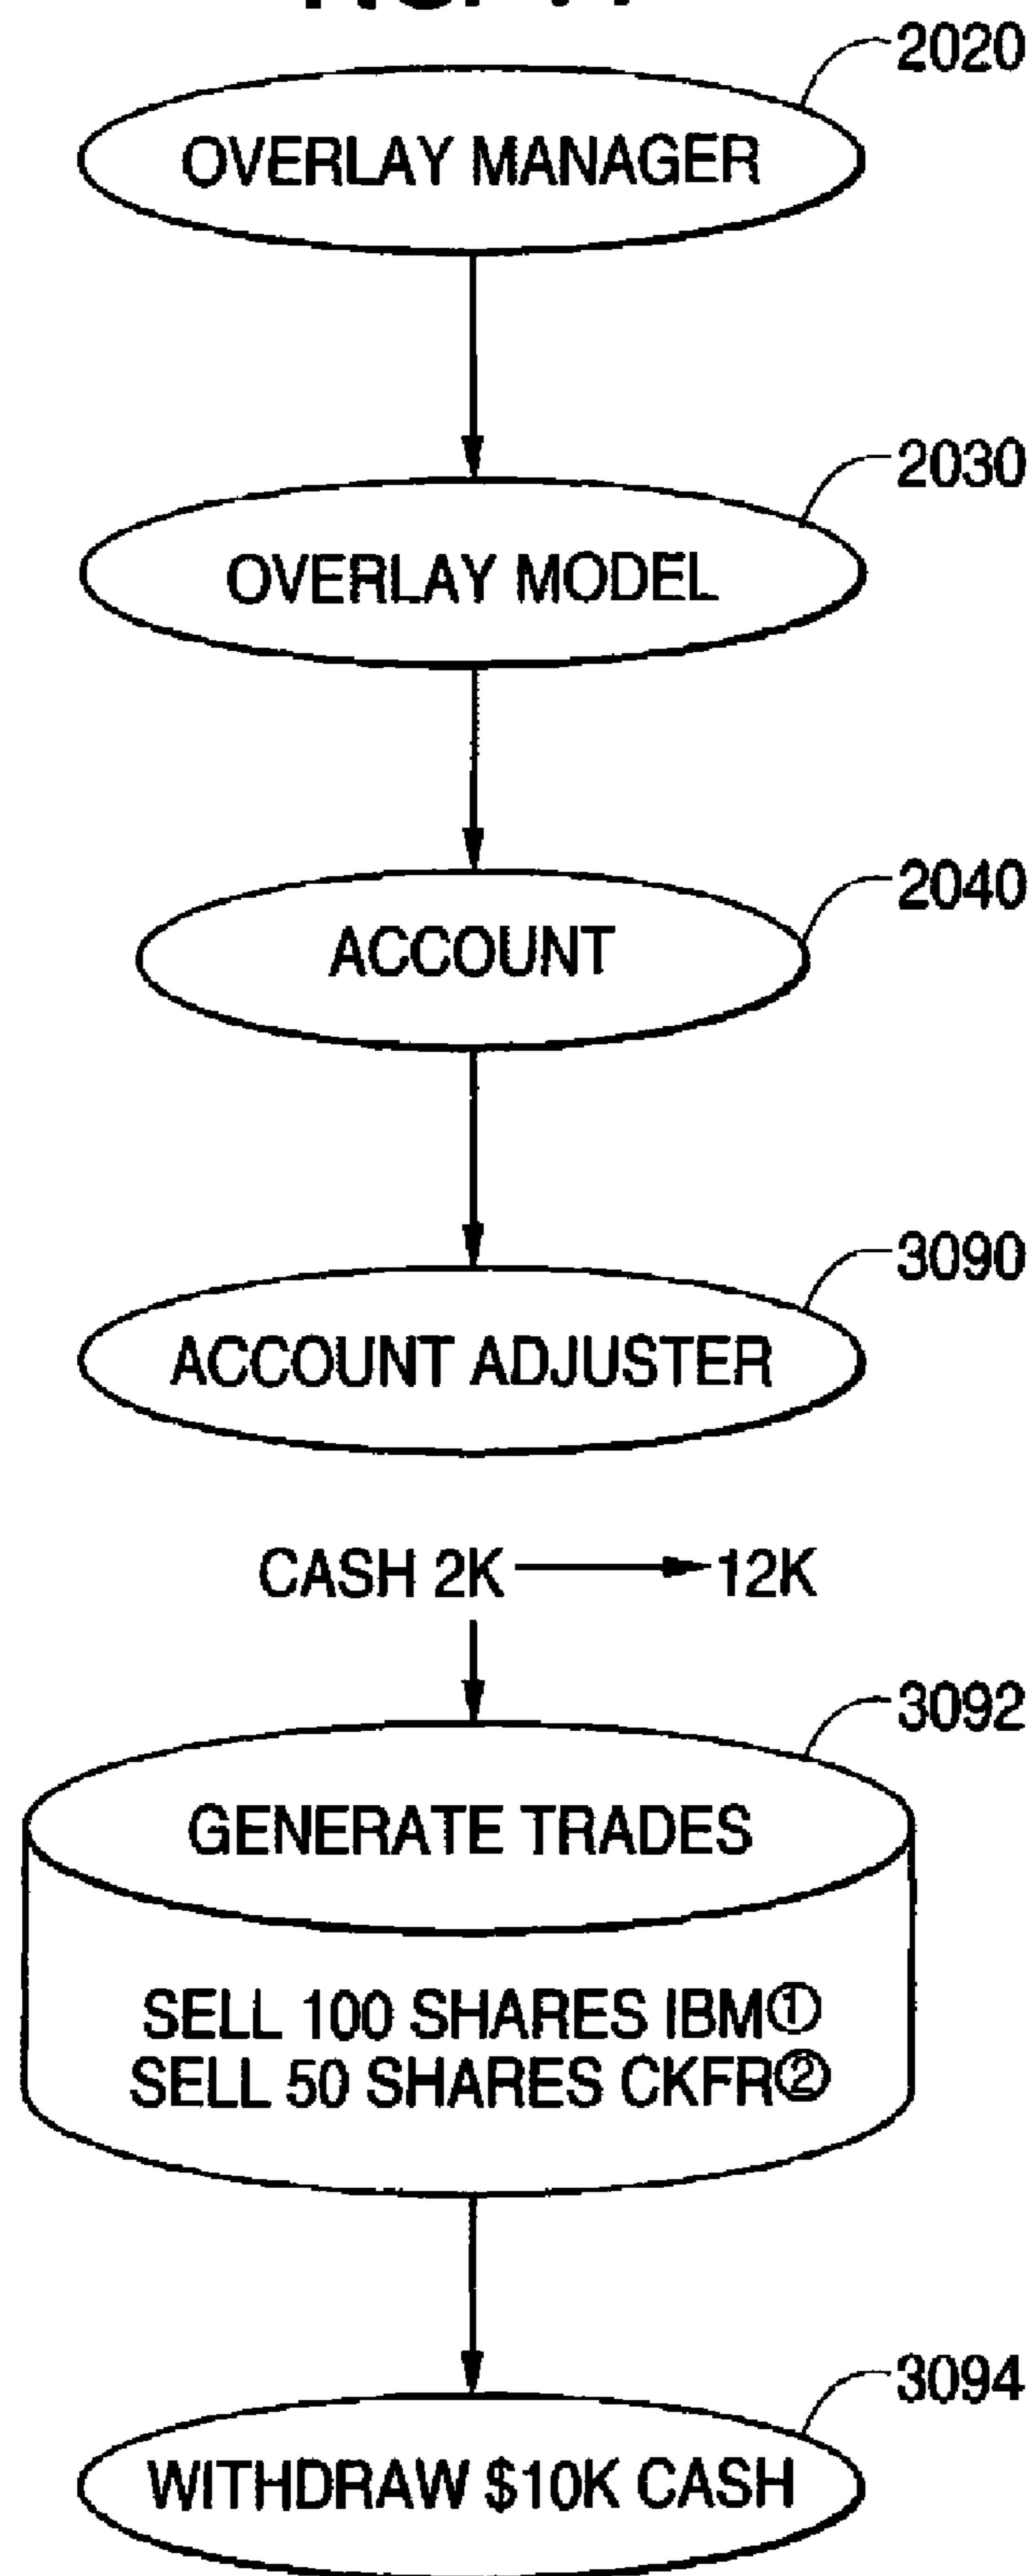 2020
OVERLAY MANAGER
2030
OVERLAY MODEL
2040
ACCOUNT
3090
ACCOUNT ADJUSTER
CASH 2K 12K
3092
GENERATE TRADES
SELL 100 SHARES IBM①
SELL 50 SHARES CKFR②
3094
WITHDRAW $10K CASH